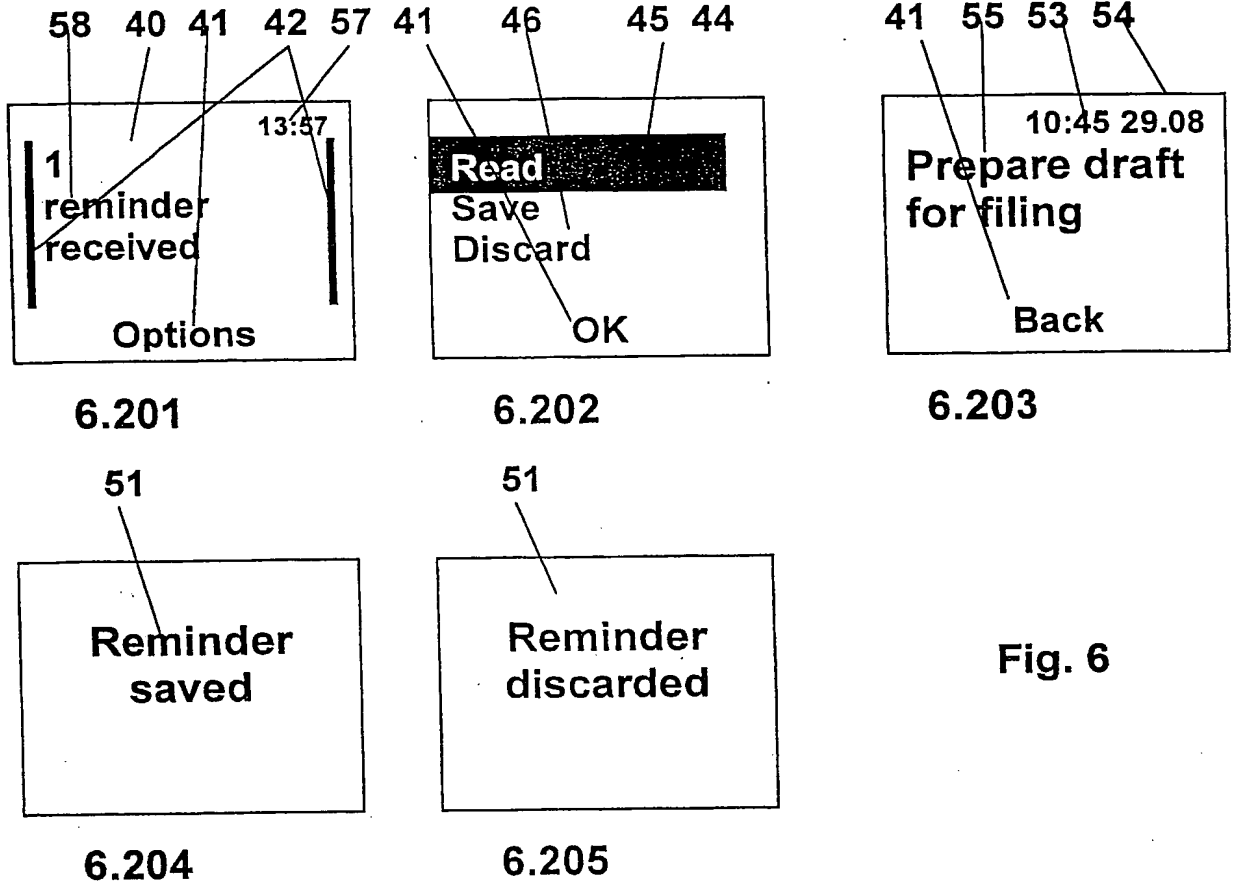 58 40 41 42 57 41 46 45 44 41 55 53 54
13:57
1
reminder
received
Options
6.201
Read
Save
Discard
OK
6.202
10:45 29.08
Prepare draft
for filing
Back
6.203
51
Reminder
saved
6.204
51
Reminder
discarded
6.205
Fig. 6